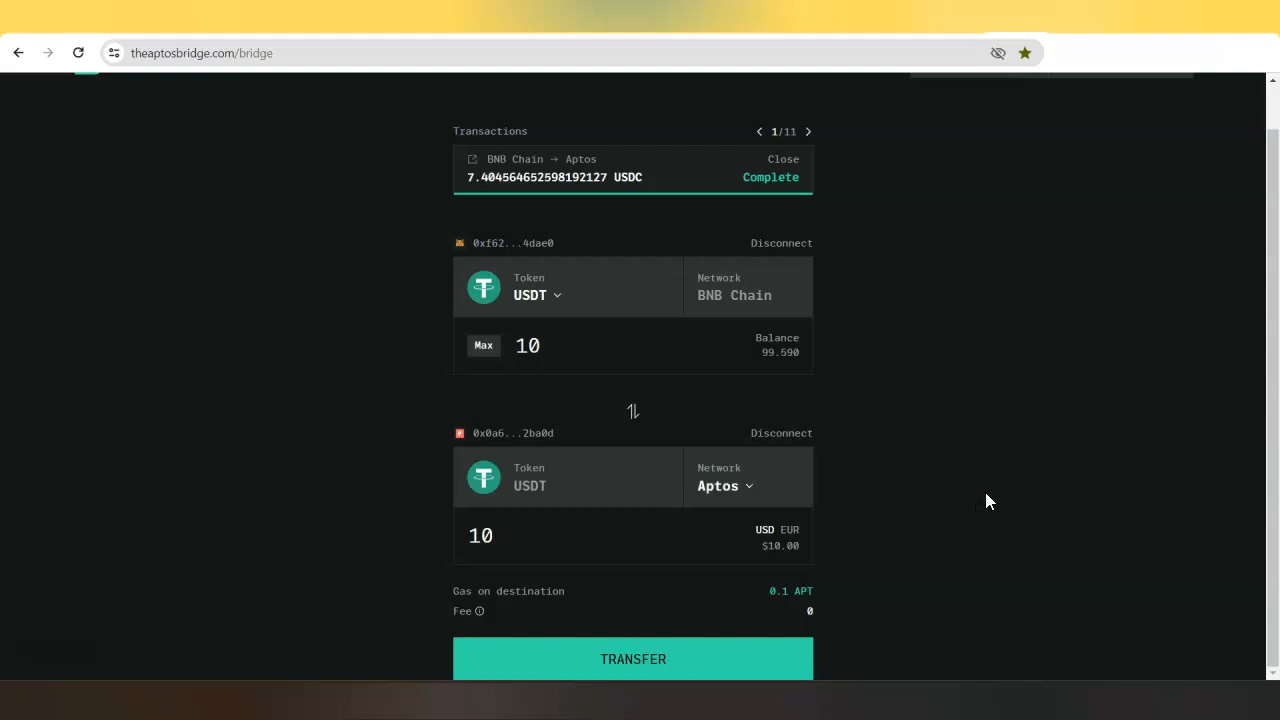 theaptosbridge.com/bridge
Transactions
1/11
BNB Chain → Aptos
Close
7.404564652598192127 USDC
Complete
0xf62...4dae0
Disconnect
Token
Network
USDT
BNB Chain
Max
10
Balance
99.590
0x0a6...2ba0d
Disconnect
Token
Network
USDT
Aptos
10
USD EUR
$10.00
Gas on destination
0.1 APT
Fee
0
TRANSFER